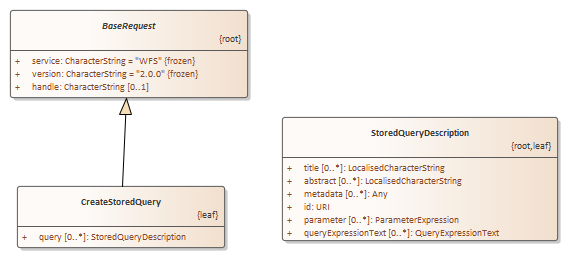 BaseRequest
{root}
+ service: CharacterString = "WFS" {frozen}
+ version: CharacterString = "2.0.0" {frozen}
+ handle: CharacterString [0..1]
StoredQueryDescription
{root,leaf}
+ title [0..*]: LocalisedCharacterString
+ abstract [0..*]: LocalisedCharacterString
+ metadata [0..*]: Any
+ id: URI
+ parameter [0..*]: ParameterExpression
+ queryExpressionText [0..*]: QueryExpressionText
CreateStoredQuery
{leaf}
+ query [0..*]: StoredQueryDescription